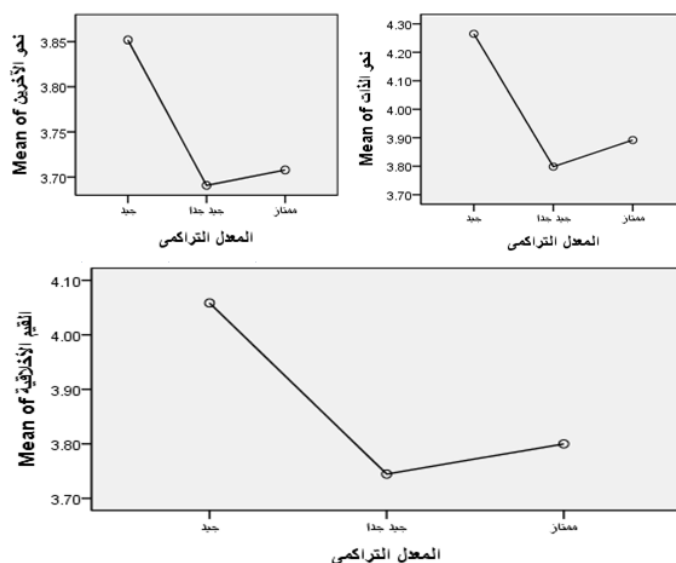 Mean of نحو الآخرين
3.85
3.80
3.75
3.70
جيد
جيد جدا
ممتاز
المعدل التراكمى
Mean of نحو الذات
4.30
4.20
4.10
4.00
3.90
3.80
3.70
جيد
جيد جدا
ممتاز
المعدل التراكمى
Mean of القيم الأخلاقية
4.10
4.00
3.90
3.80
3.70
جيد
جيد جدا
ممتاز
المعدل التراكمى